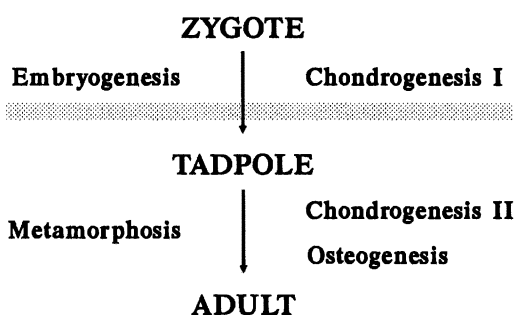 ZYGOTE
Embryogenesis
Chondrogenesis I
TADPOLE
Metamorphosis
Chondrogenesis II
Osteogenesis
ADULT